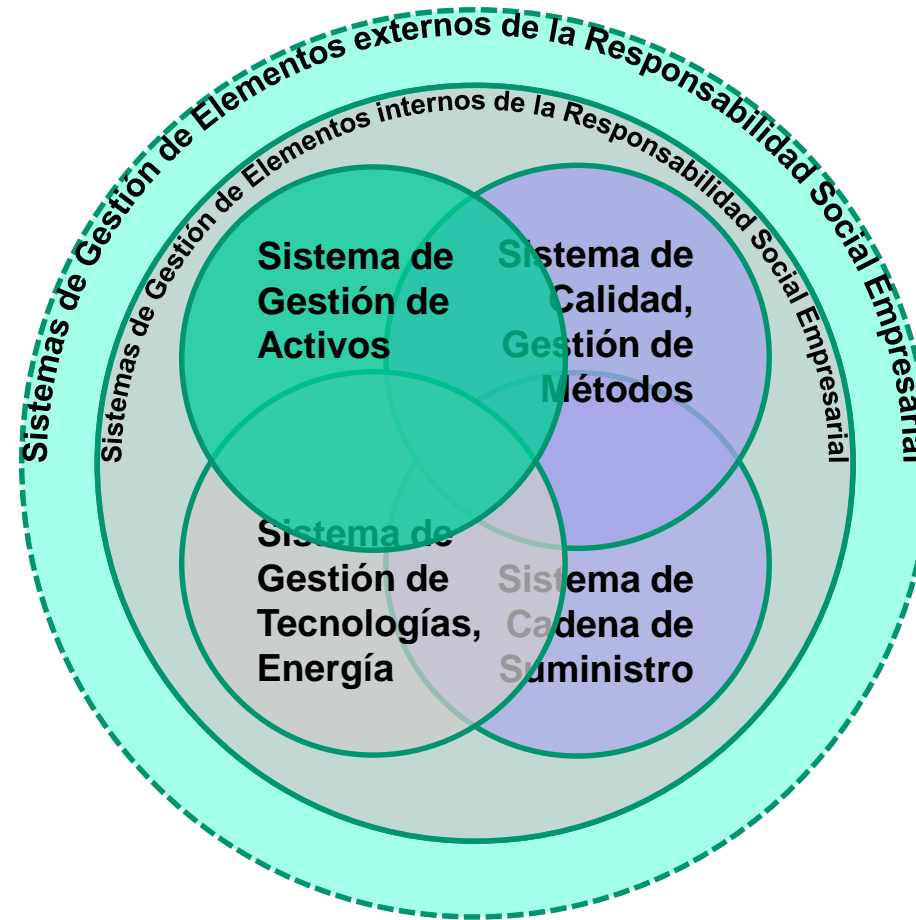 Sistemas de Gestión de Elementos externos de la Responsabilidad Social Empresarial
Sistemas de Gestión de Elementos internos de la Responsabilidad Social Empresarial
Sistema de
Gestión de
Activos
Sistema de
Calidad,
Gestión de
Métodos
Sistema de
Gestión de
Tecnologías,
Energía
Sistema de
Cadena de
Suministro